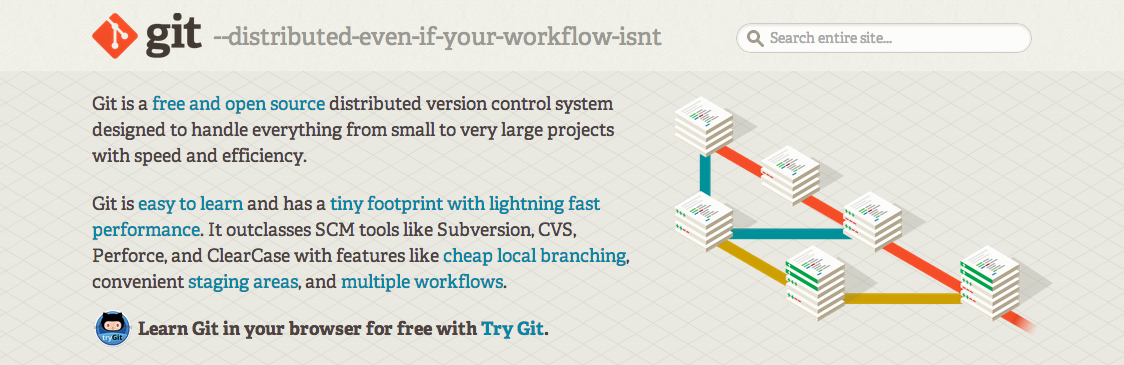 git --distributed-even-if-your-workflow-isnt
Search entire site...
Git is a free and open source distributed version control system
designed to handle everything from small to very large projects
with speed and efficiency.
Git is easy to learn and has a tiny footprint with lightning fast
performance. It outclasses SCM tools like Subversion, CVS,
Perforce, and ClearCase with features like cheap local branching,
convenient staging areas, and multiple workflows.
tryGit
Learn Git in your browser for free with Try Git.